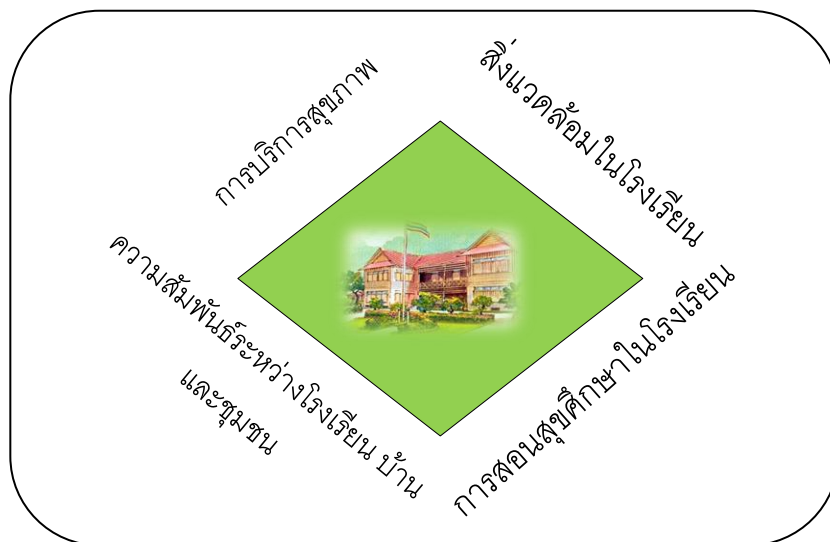 การบริการสุขภาพ
สิ่งแวดล้อมในโรงเรียน
ความสัมพันธ์ระหว่างโรงเรียน บ้าน
และชุมชน
การสอนสุขศึกษาในโรงเรียน